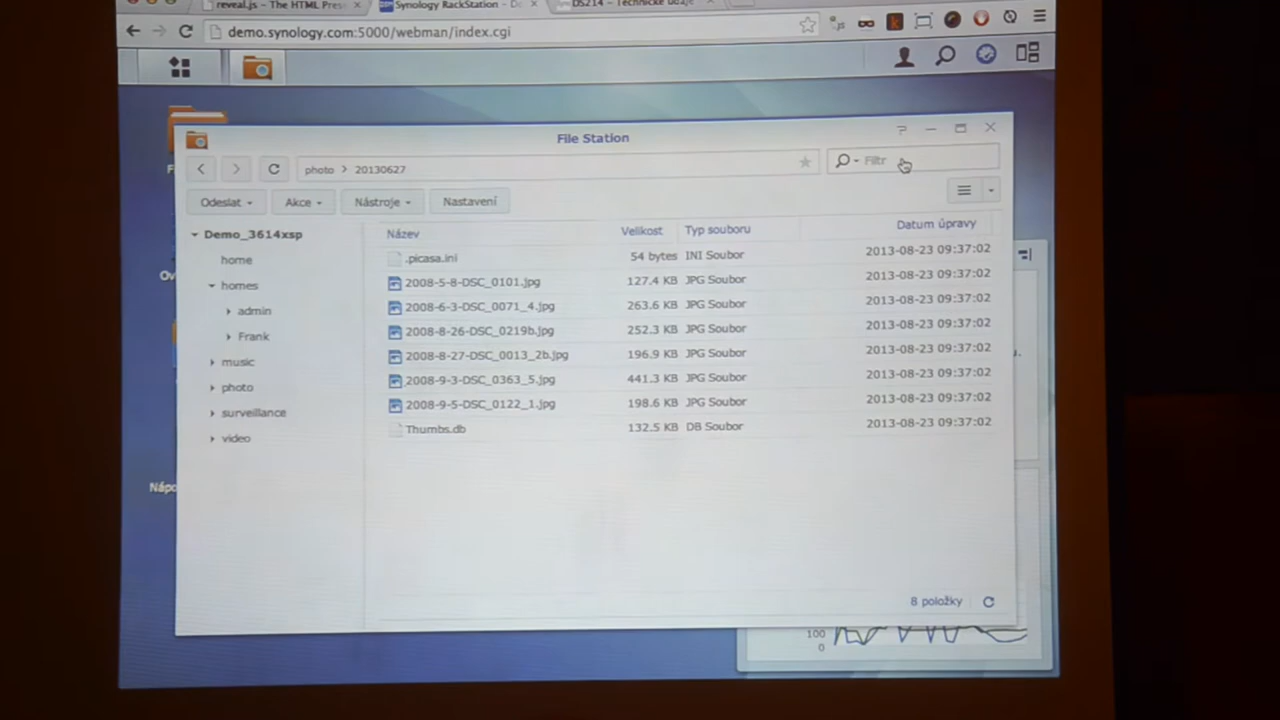 reveal.js – The HTML Pres
Synology RackStation - De
DS214 - Technické údaje
demo.synology.com:5000/webman/index.cgi
File Station
photo > 20130627
Filtr
Odeslat
Akce
Nástroje
Nastavení
Demo_3614xsp
home
homes
admin
Frank
music
photo
surveillance
video
Název Velikost Typ souboru Datum úpravy
.picasa.ini 54 bytes INI Soubor 2013-08-23 09:37:02
2008-5-8-DSC_0101.jpg 127.4 KB JPG Soubor 2013-08-23 09:37:02
2008-6-3-DSC_0071_4.jpg 263.6 KB JPG Soubor 2013-08-23 09:37:02
2008-8-26-DSC_0219b.jpg 252.3 KB JPG Soubor 2013-08-23 09:37:02
2008-8-27-DSC_0013_2b.jpg 196.9 KB JPG Soubor 2013-08-23 09:37:02
2008-9-3-DSC_0363_5.jpg 441.3 KB JPG Soubor 2013-08-23 09:37:02
2008-9-5-DSC_0122_1.jpg 198.6 KB JPG Soubor 2013-08-23 09:37:02
Thumbs.db 132.5 KB DB Soubor 2013-08-23 09:37:02
8 položky
Ov
Nápo
100
0